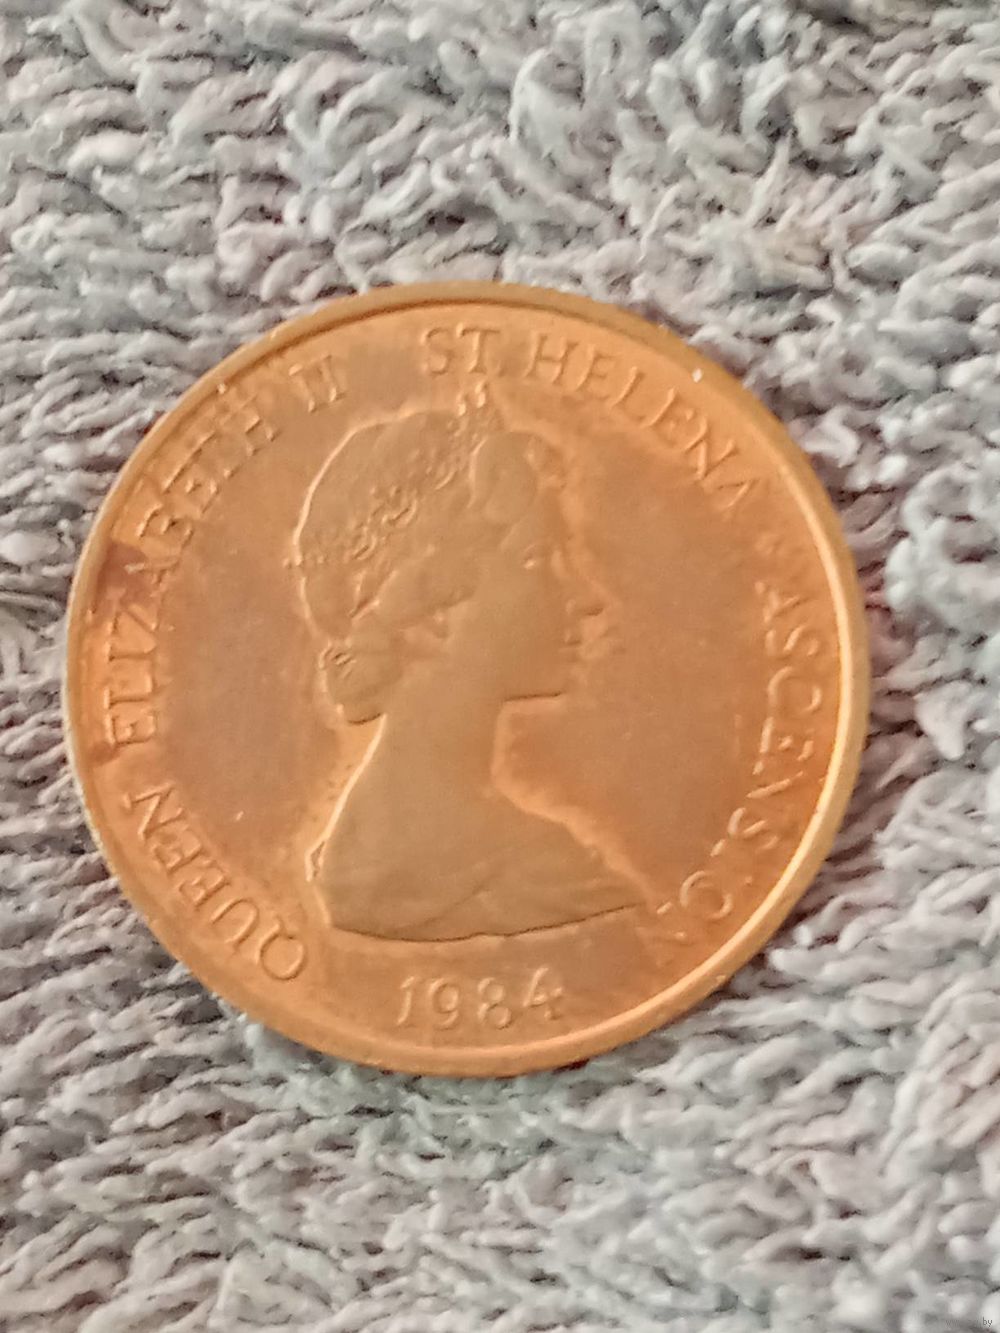 QUEEN ELIZABETH II ST. HELENA • ASCENSION
1984